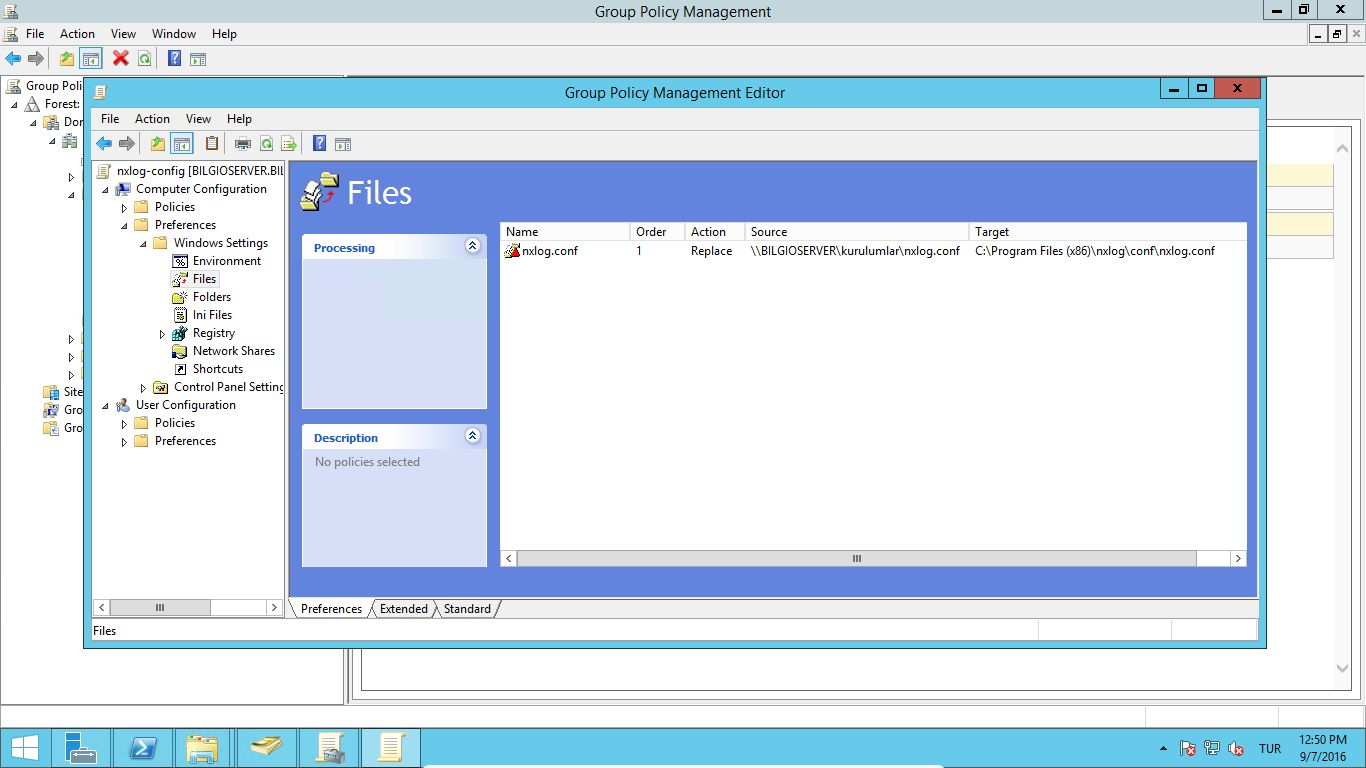 Group Policy Management
File Action View Window Help
Group Poli
Forest:
Dor
Site
Gro
Gro
Group Policy Management Editor
File Action View Help
nxlog-config [BILGIOSERVER.BIL
Computer Configuration
Policies
Preferences
Windows Settings
Environment
Files
Folders
Ini Files
Registry
Network Shares
Shortcuts
Control Panel Setting
User Configuration
Policies
Preferences
Files
Processing
Description
No policies selected
Name Order Action Source Target
nxlog.conf 1 Replace \\BILGIOSERVER\kurulumlar\nxlog.conf C:\Program Files (x86)\nxlog\conf\nxlog.conf
Preferences Extended Standard
Files
TUR
12:50 PM
9/7/2016